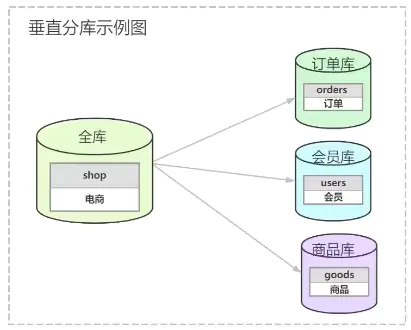 垂直分库示例图
全库
shop
电商
订单库
orders
订单
会员库
users
会员
商品库
goods
商品